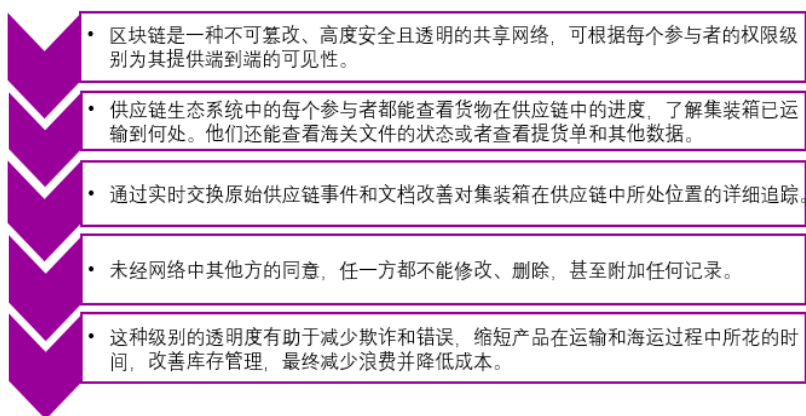 • 区块链是一种不可篡改、高度安全且透明的共享网络，可根据每个参与者的权限级
别为其提供端到端的可见性。
• 供应链生态系统中的每个参与者都能查看货物在供应链中的进度，了解集装箱已运
输到何处。他们还能查看海关文件的状态或者查看提货单和其他数据。
• 通过实时交换原始供应链事件和文档改善对集装箱在供应链中所处位置的详细追踪。
• 未经网络中其他方的同意，任一方都不能修改、删除，甚至附加任何记录。
• 这种级别的透明度有助于减少欺诈和错误，缩短产品在运输和海运过程中所花的时
间，改善库存管理，最终减少浪费并降低成本。